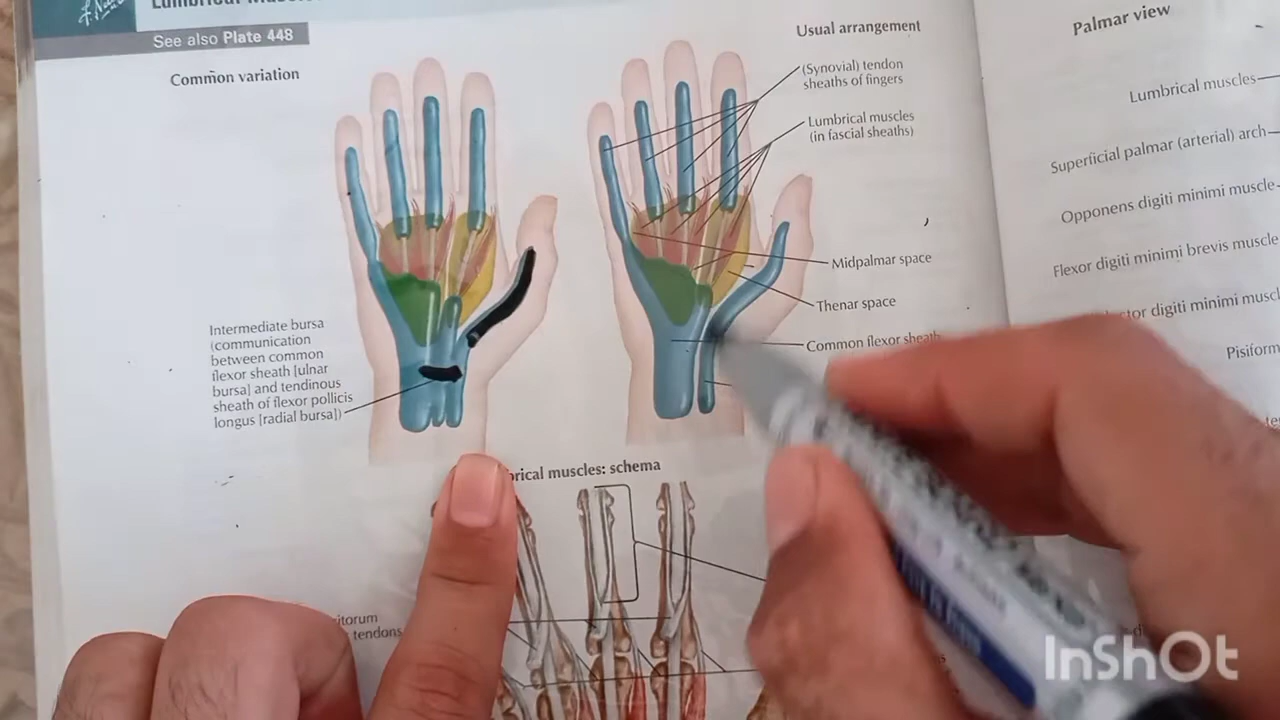 See also Plate 448
Common variation
Usual arrangement
(Synovial) tendon
sheaths of fingers
Lumbrical muscles
(in fascial sheaths)
Midpalmar space
Thenar space
Common flexor sheath
Intermediate bursa
(communication
between common
flexor sheath [ulnar
bursa] and tendinous
sheath of flexor pollicis
longus [radial bursa])
muscles: schema
tendons
Palmar view
Lumbrical muscles
Superficial palmar (arterial) arch
Opponens digiti minimi muscle
Flexor digiti minimi brevis muscle
digiti minimi
Pisiform
InShOt